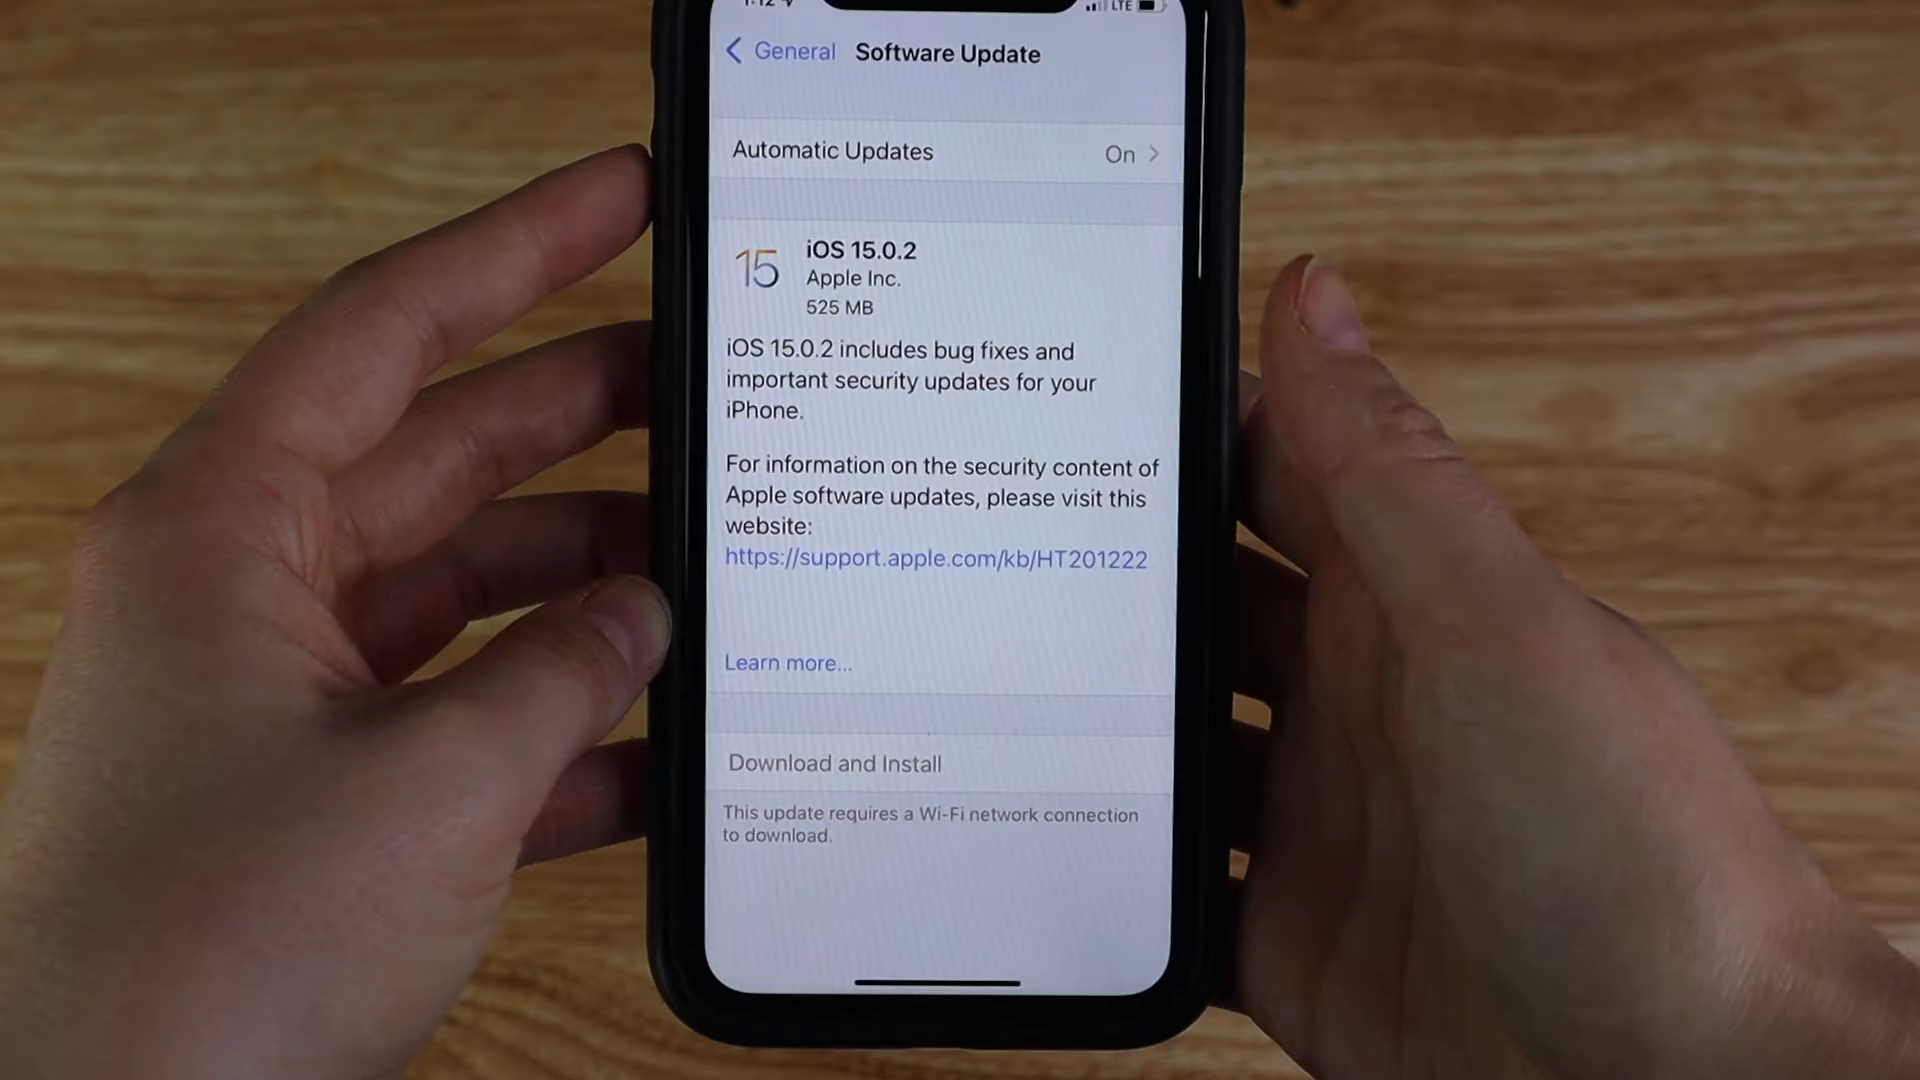 General Software Update
LTE
Automatic Updates On
15
iOS 15.0.2
Apple Inc.
525 MB
iOS 15.0.2 includes bug fixes and
important security updates for your
iPhone.
For information on the security content of
Apple software updates, please visit this
website:
https://support.apple.com/kb/HT201222
Learn more...
Download and Install
This update requires a Wi-Fi network connection
to download.